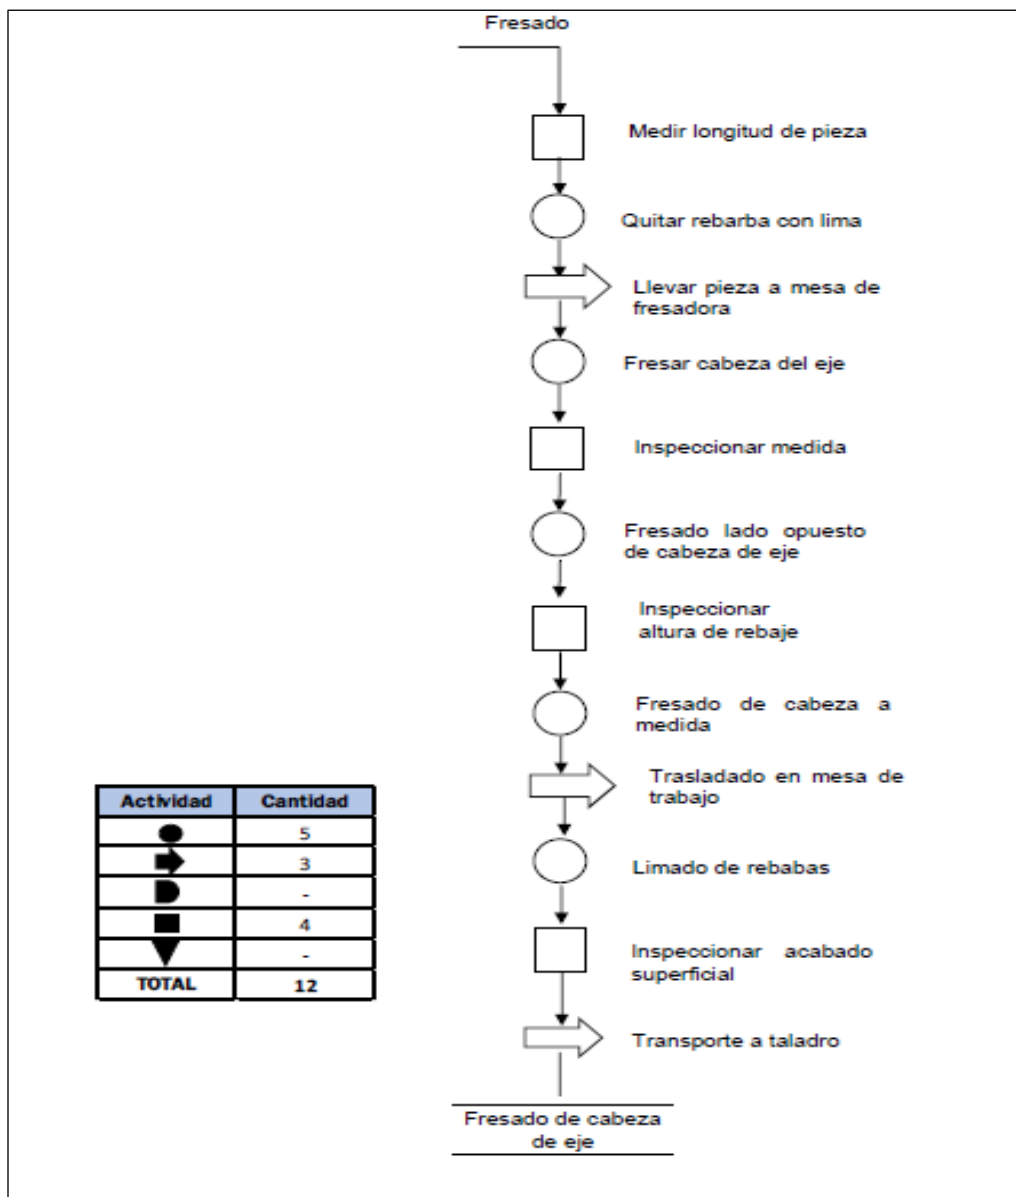 Fresado
Medir longitud de pieza
Quitar rebarba con lima
Llevar pieza a mesa de
fresadora
Fresar cabeza del eje
Inspeccionar medida
Fresado lado opuesto
de cabeza de eje
Inspeccionar
altura de rebaje
Fresado de cabeza a
medida
Trasladado en mesa de
trabajo
Limado de rebabas
Inspeccionar acabado
superficial
Transporte a taladro
Fresado de cabeza
de eje
Actividad Cantidad
5
3
-
4
-
TOTAL 12